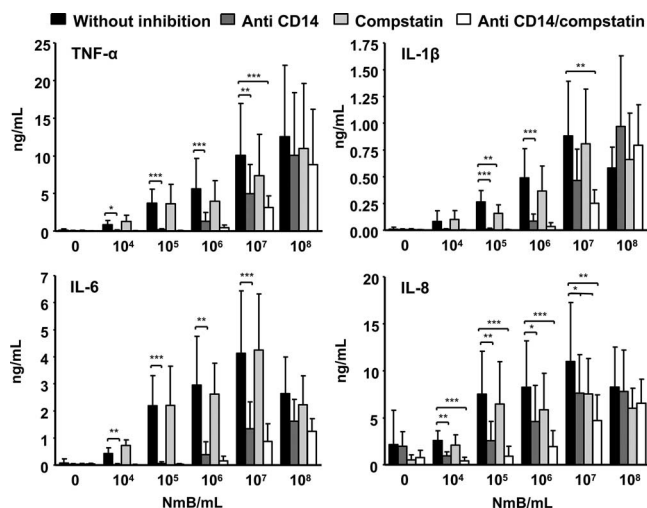 Without inhibition Anti CD14 Compstatin Anti CD14/compstatin
TNF-α
ng/mL
25
20
15
10
5
0
* *** *** ** ***
0 10⁴ 10⁵ 10⁶ 10⁷ 10⁸
IL-1β
ng/mL
1.75
1.50
1.25
1.00
0.75
0.50
0.25
0.00
*** ** *** **
0 10⁴ 10⁵ 10⁶ 10⁷ 10⁸
IL-6
ng/mL
7
6
5
4
3
2
1
0
** *** ** ***
0 10⁴ 10⁵ 10⁶ 10⁷ 10⁸
NmB/mL
IL-8
ng/mL
20
15
10
5
0
** *** ** *** * *** * **
0 10⁴ 10⁵ 10⁶ 10⁷ 10⁸
NmB/mL